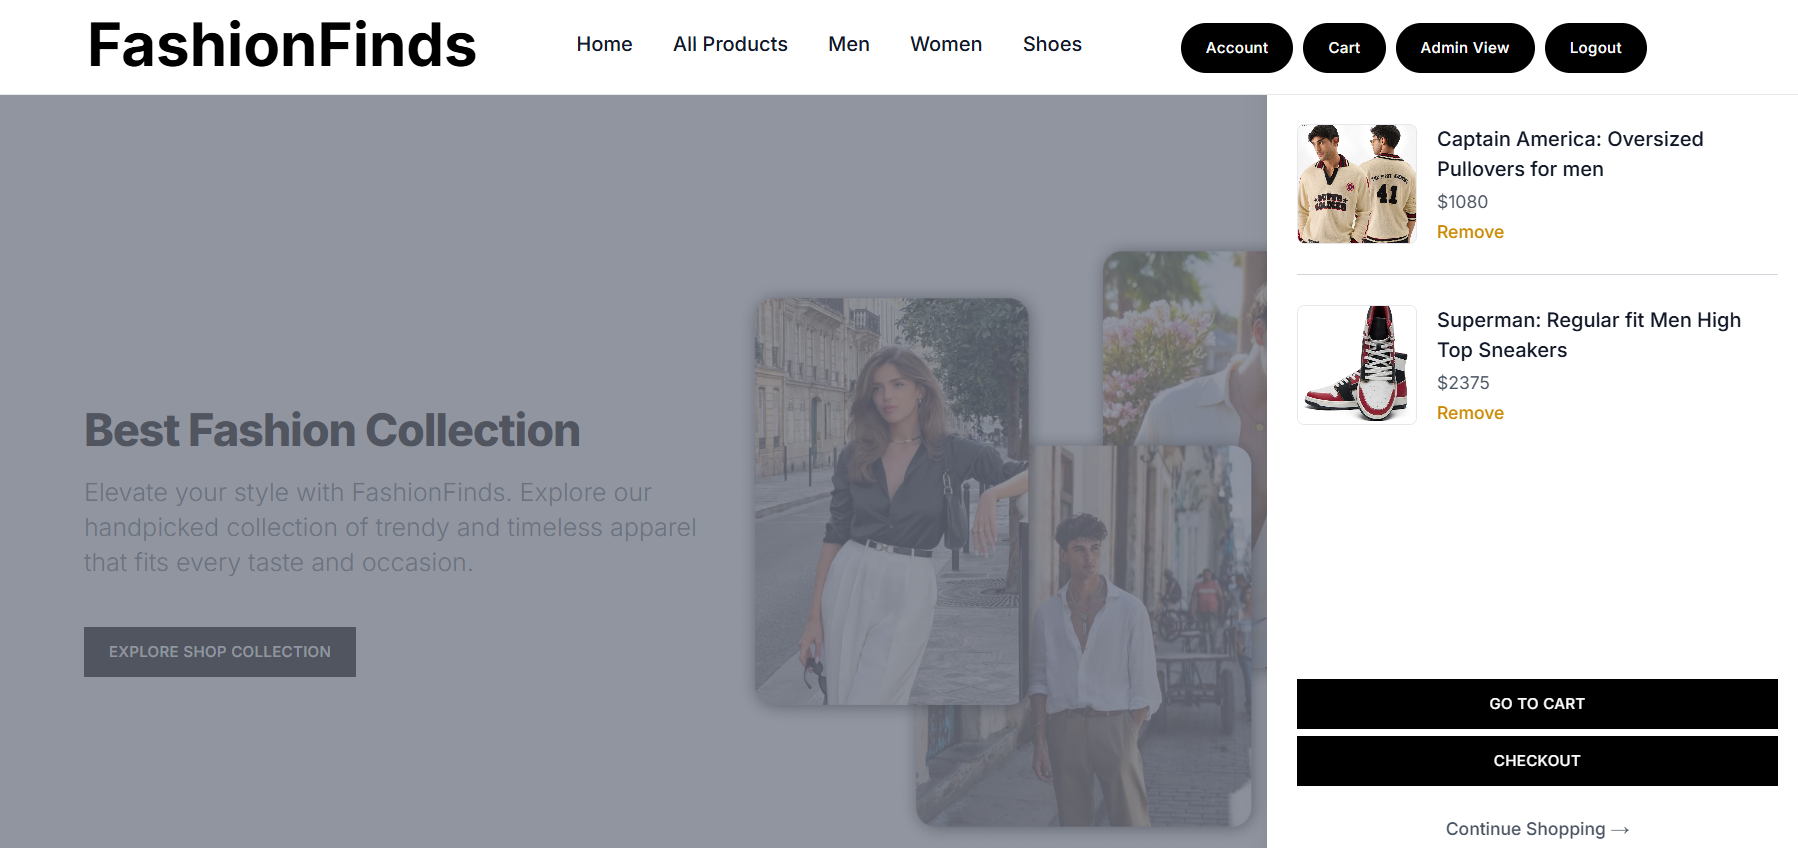 FashionFinds
Home
All Products
Men
Women
Shoes
Account
Cart
Admin View
Logout
Best Fashion Collection
Elevate your style with FashionFinds. Explore our
handpicked collection of trendy and timeless apparel
that fits every taste and occasion.
EXPLORE SHOP COLLECTION
41
Captain America: Oversized
Pullovers for men
$1080
Remove
Superman: Regular fit Men High
Top Sneakers
$2375
Remove
GO TO CART
CHECKOUT
Continue Shopping →